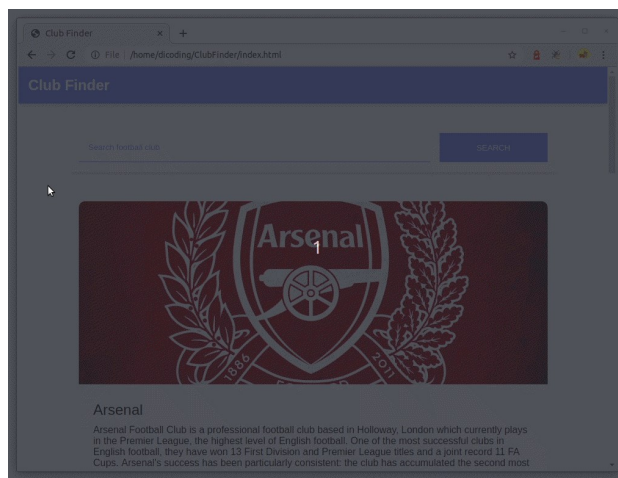 Club Finder
File /home/dicoding/ClubFinder/index.html
Club Finder
Search football club
SEARCH
Arsenal
1
1886
2011
Arsenal
Arsenal Football Club is a professional football club based in Holloway, London which currently plays
in the Premier League, the highest level of English football. One of the most successful clubs in
English football, they have won 13 First Division and Premier League titles and a joint record 11 FA
Cups. Arsenal's success has been particularly consistent: the club has accumulated the second most